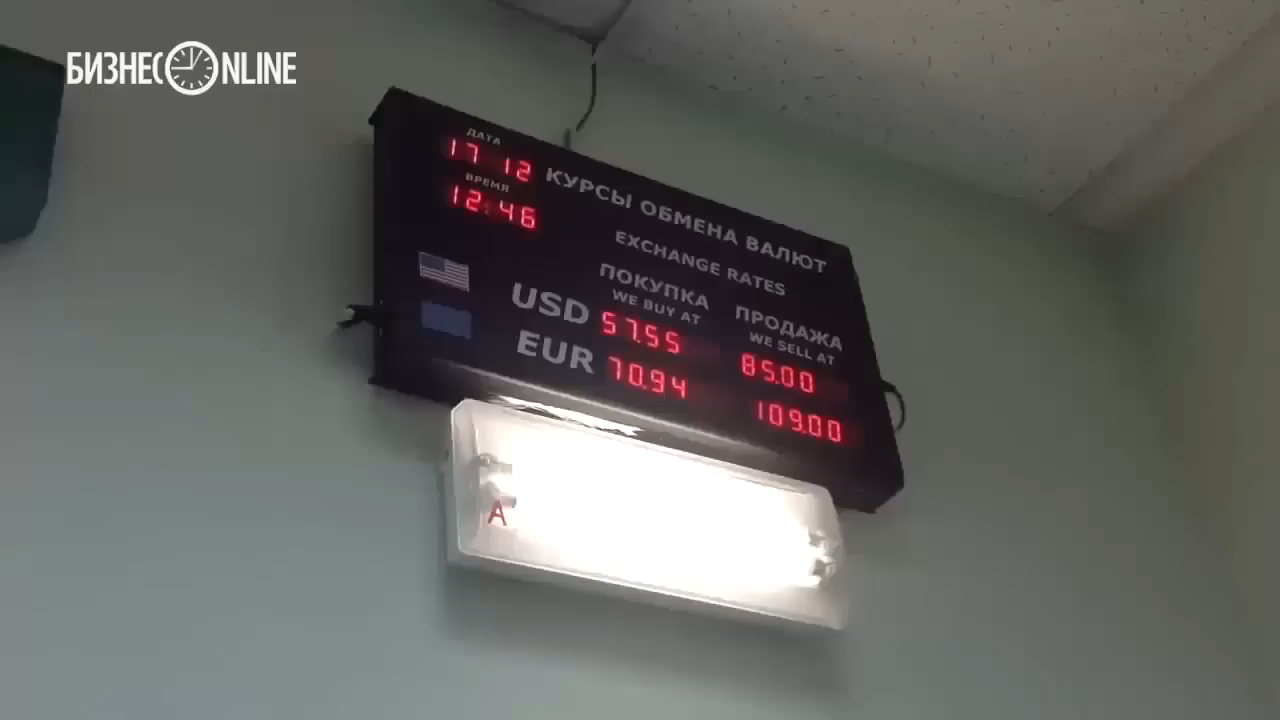 БИЗНЕС ONLINE
ДАТА
17 12
ВРЕМЯ
12:46
КУРСЫ ОБМЕНА ВАЛЮТ
EXCHANGE RATES
ПОКУПКА ПРОДАЖА
WE BUY AT WE SELL AT
USD 57.55 85.00
EUR 70.94 109.00
A